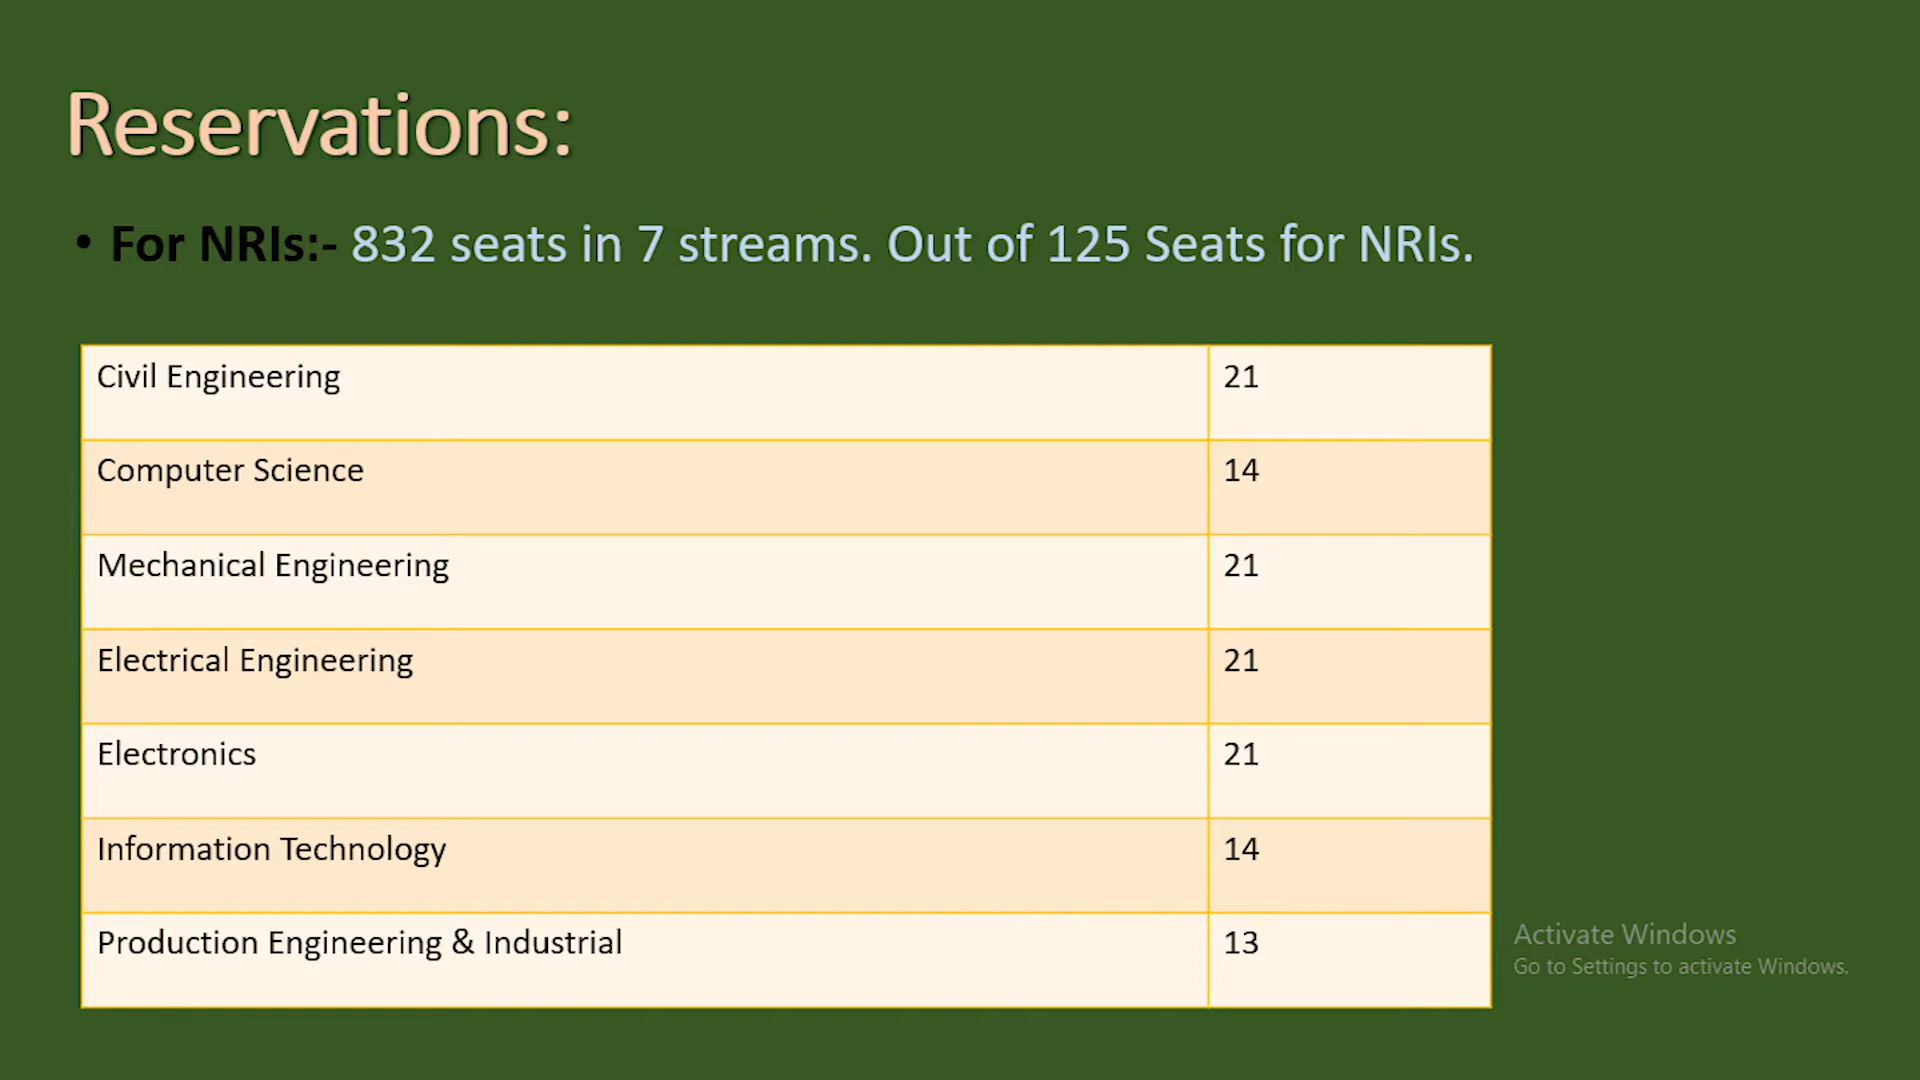 Reservations:
• For NRIs:- 832 seats in 7 streams. Out of 125 Seats for NRIs.
Civil Engineering 21
Computer Science 14
Mechanical Engineering 21
Electrical Engineering 21
Electronics 21
Information Technology 14
Production Engineering & Industrial 13
Activate Windows
Go to Settings to activate Windows.